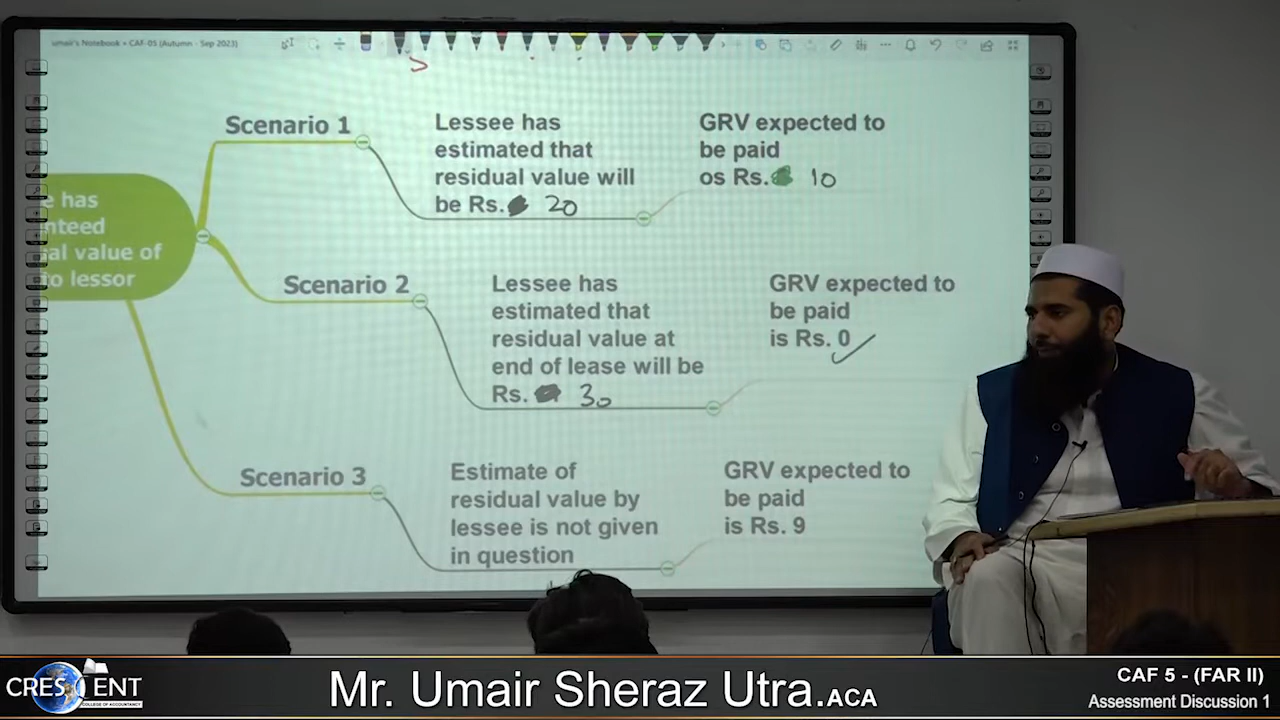 umair's Notebook • CAF-05 (Autumn - Sep 2023)
e has
nteed
al value of
to lessor
Scenario 1
Lessee has
estimated that
residual value will
be Rs. 20
GRV expected to
be paid
os Rs. 10
Scenario 2
Lessee has
estimated that
residual value at
end of lease will be
Rs. 30
GRV expected to
be paid
is Rs. 0
Scenario 3
Estimate of
residual value by
lessee is not given
in question
GRV expected to
be paid
is Rs. 9
CRESCENT
COLLEGE OF ACCOUNTANCY
Mr. Umair Sheraz Utra.ACA
CAF 5 - (FAR II)
Assessment Discussion 1